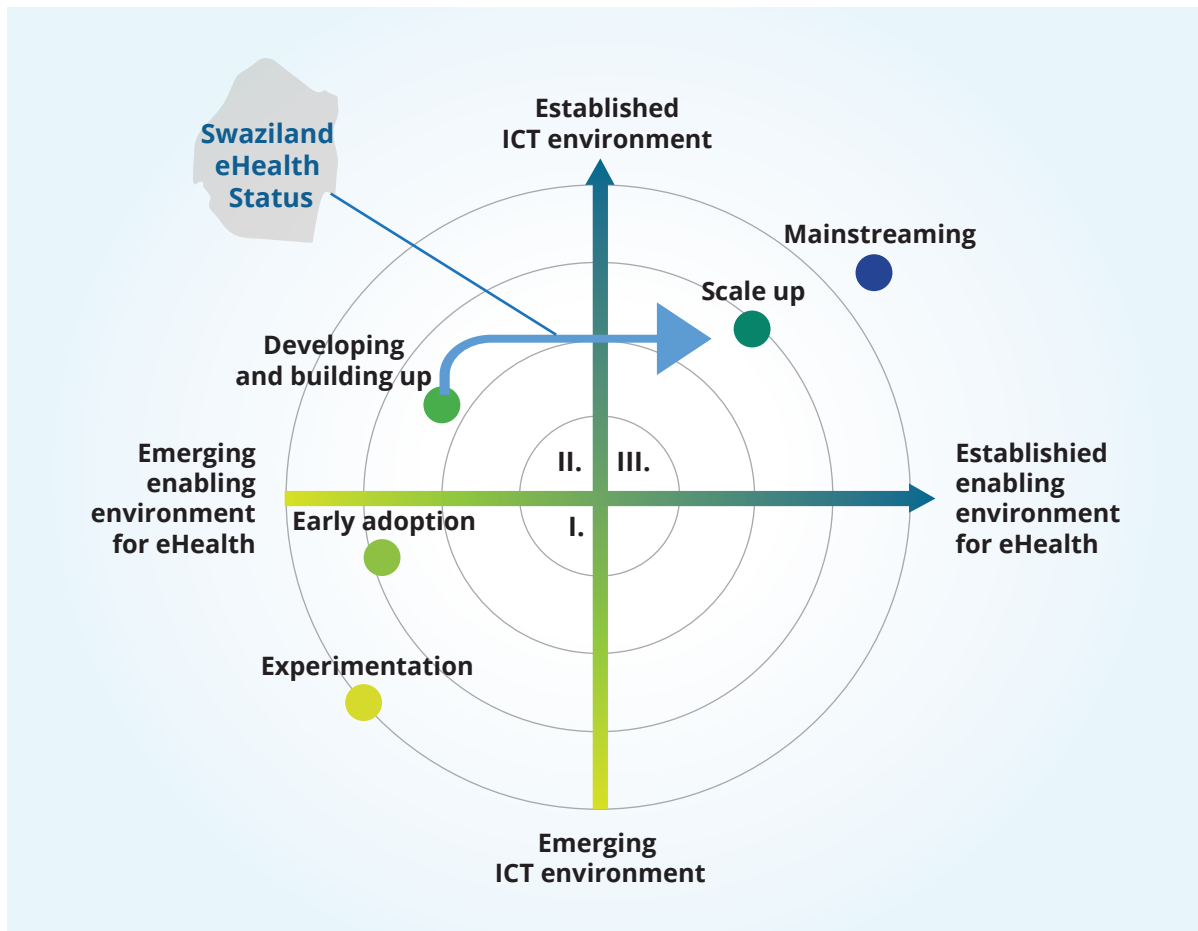 Swaziland
eHealth
Status
Established
ICT environment
Mainstreaming
Scale up
Developing
and building up
Emerging
enabling
environment
for eHealth
II.
III.
I.
Establishied
enabling
environment
for eHealth
Early adoption
Experimentation
Emerging
ICT environment